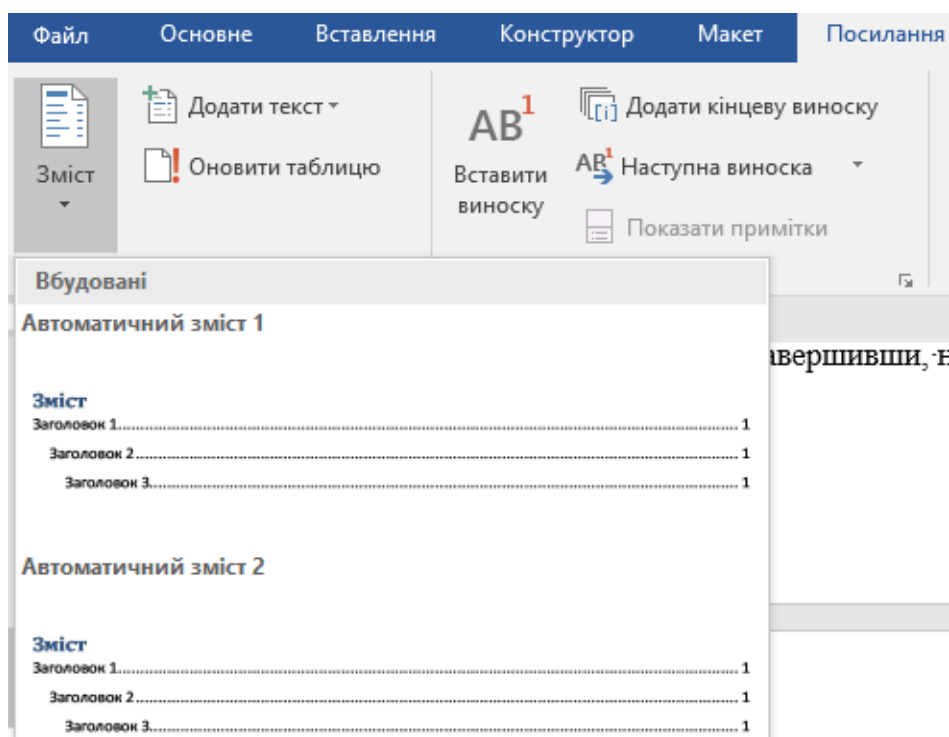 Файл Основне Вставлення Конструктор Макет Посилання
Зміст
Додати текст
Оновити таблицю
AB1
Вставити
виноску
[i] Додати кінцеву виноску
AB1 Наступна виноска
Показати примітки
Вбудовані
Автоматичний зміст 1
Зміст
Заголовок 1 1
Заголовок 2 1
Заголовок 3 1
Автоматичний зміст 2
Зміст
Заголовок 1 1
Заголовок 2 1
Заголовок 3 1
авершивши,·н